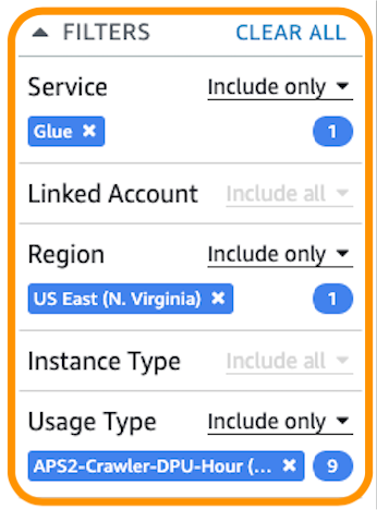 FILTERS CLEAR ALL
Service Include only
Glue × 1
Linked Account Include all
Region Include only
US East (N. Virginia) × 1
Instance Type Include all
Usage Type Include only
APS2-Crawler-DPU-Hour (... × 9